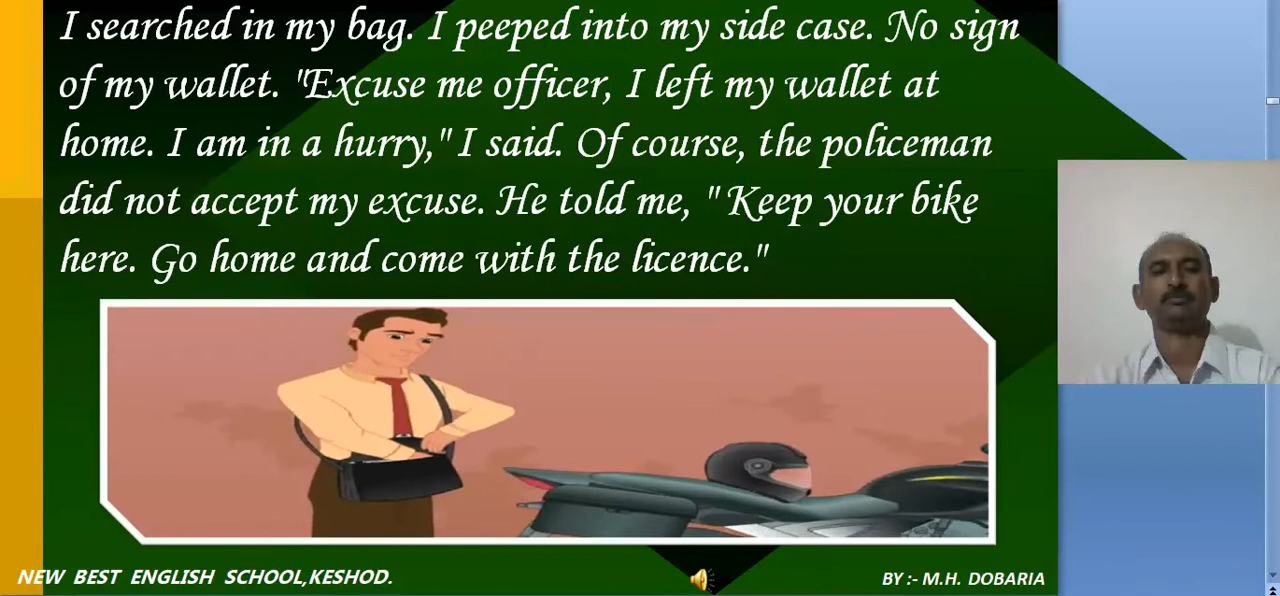 I searched in my bag. I peeped into my side case. No sign
of my wallet. "Excuse me officer, I left my wallet at
home. I am in a hurry," I said. Of course, the policeman
did not accept my excuse. He told me, " Keep your bike
here. Go home and come with the licence."
NEW BEST ENGLISH SCHOOL,KESHOD.
BY :- M.H. DOBARIA